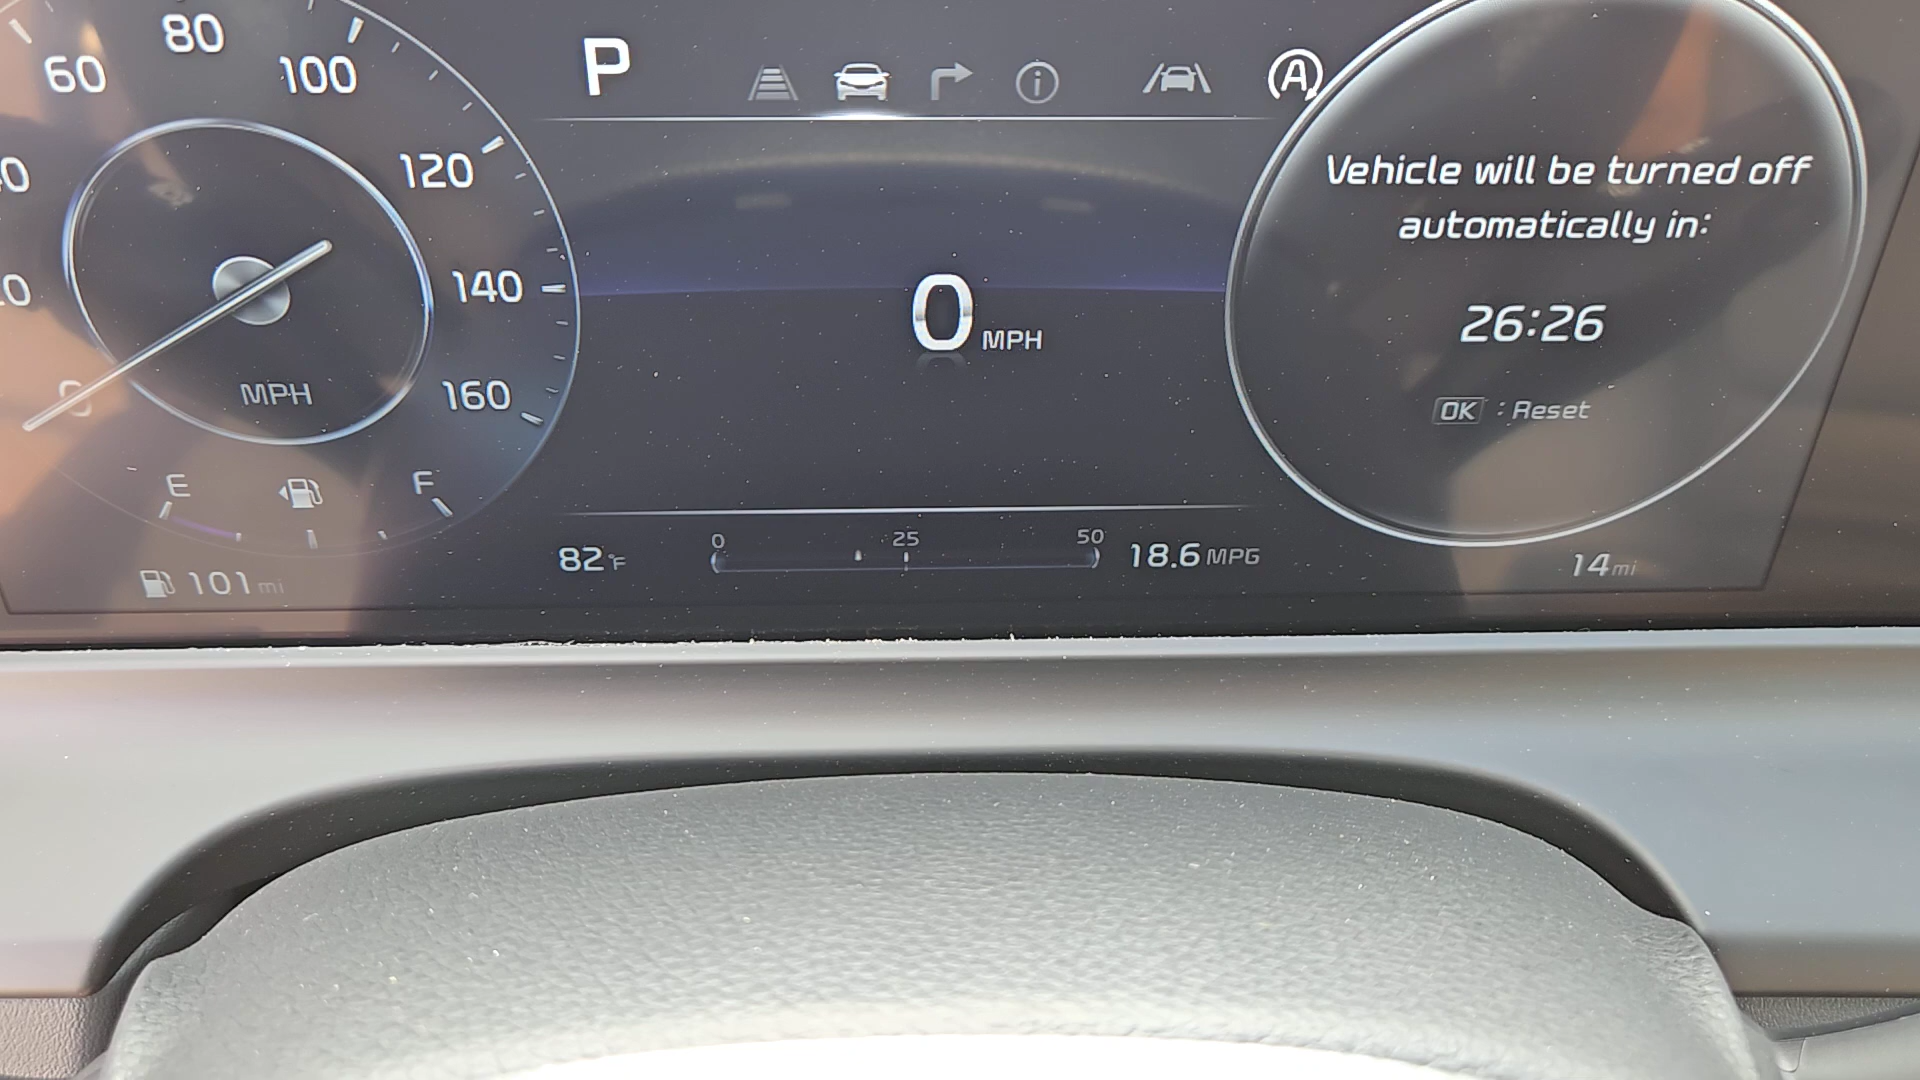 60
80
100
120
140
160
0
MPH
E
F
101 mi
P
A
0 MPH
0
25
50
82°F
18.6 MPG
Vehicle will be turned off
automatically in:
26:26
OK : Reset
14 mi